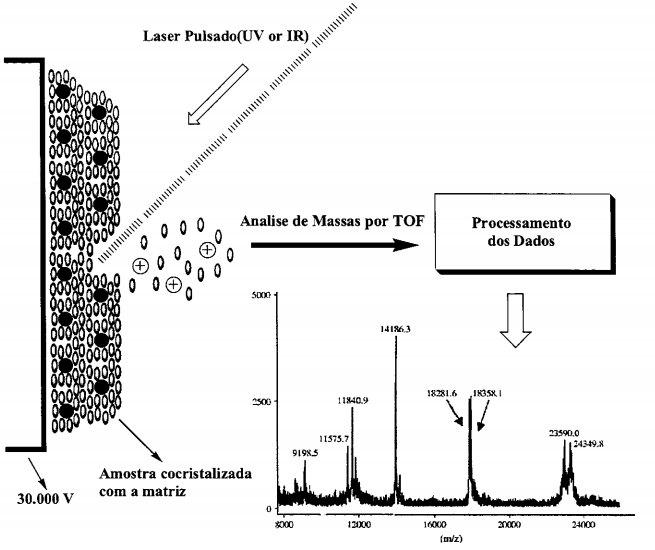 Laser Pulsado(UV or IR)
Analise de Massas por TOF
Processamento
dos Dados
Amostra cocristalizada
com a matriz
30.000 V
5000
2500
0
14186.3
11840.9
11575.7
9198.5
18281.6
18358.1
23590.0
24349.8
8000
12000
16000
20000
24000
(m/z)